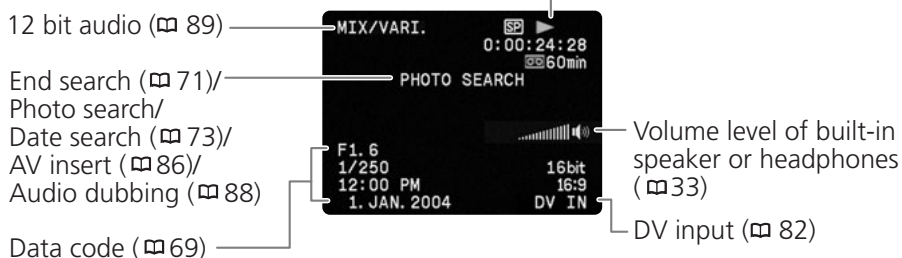 12 bit audio (89)
End search (71)/
Photo search/
Date search (73)/
AV insert (86)/
Audio dubbing (88)
Data code (69)
MIX/VARI. SP
0:00:24:28
60min
PHOTO SEARCH
F1.6
1/250 16bit
12:00 PM 16:9
1. JAN. 2004 DV IN
Volume level of built-in
speaker or headphones
(33)
DV input (82)